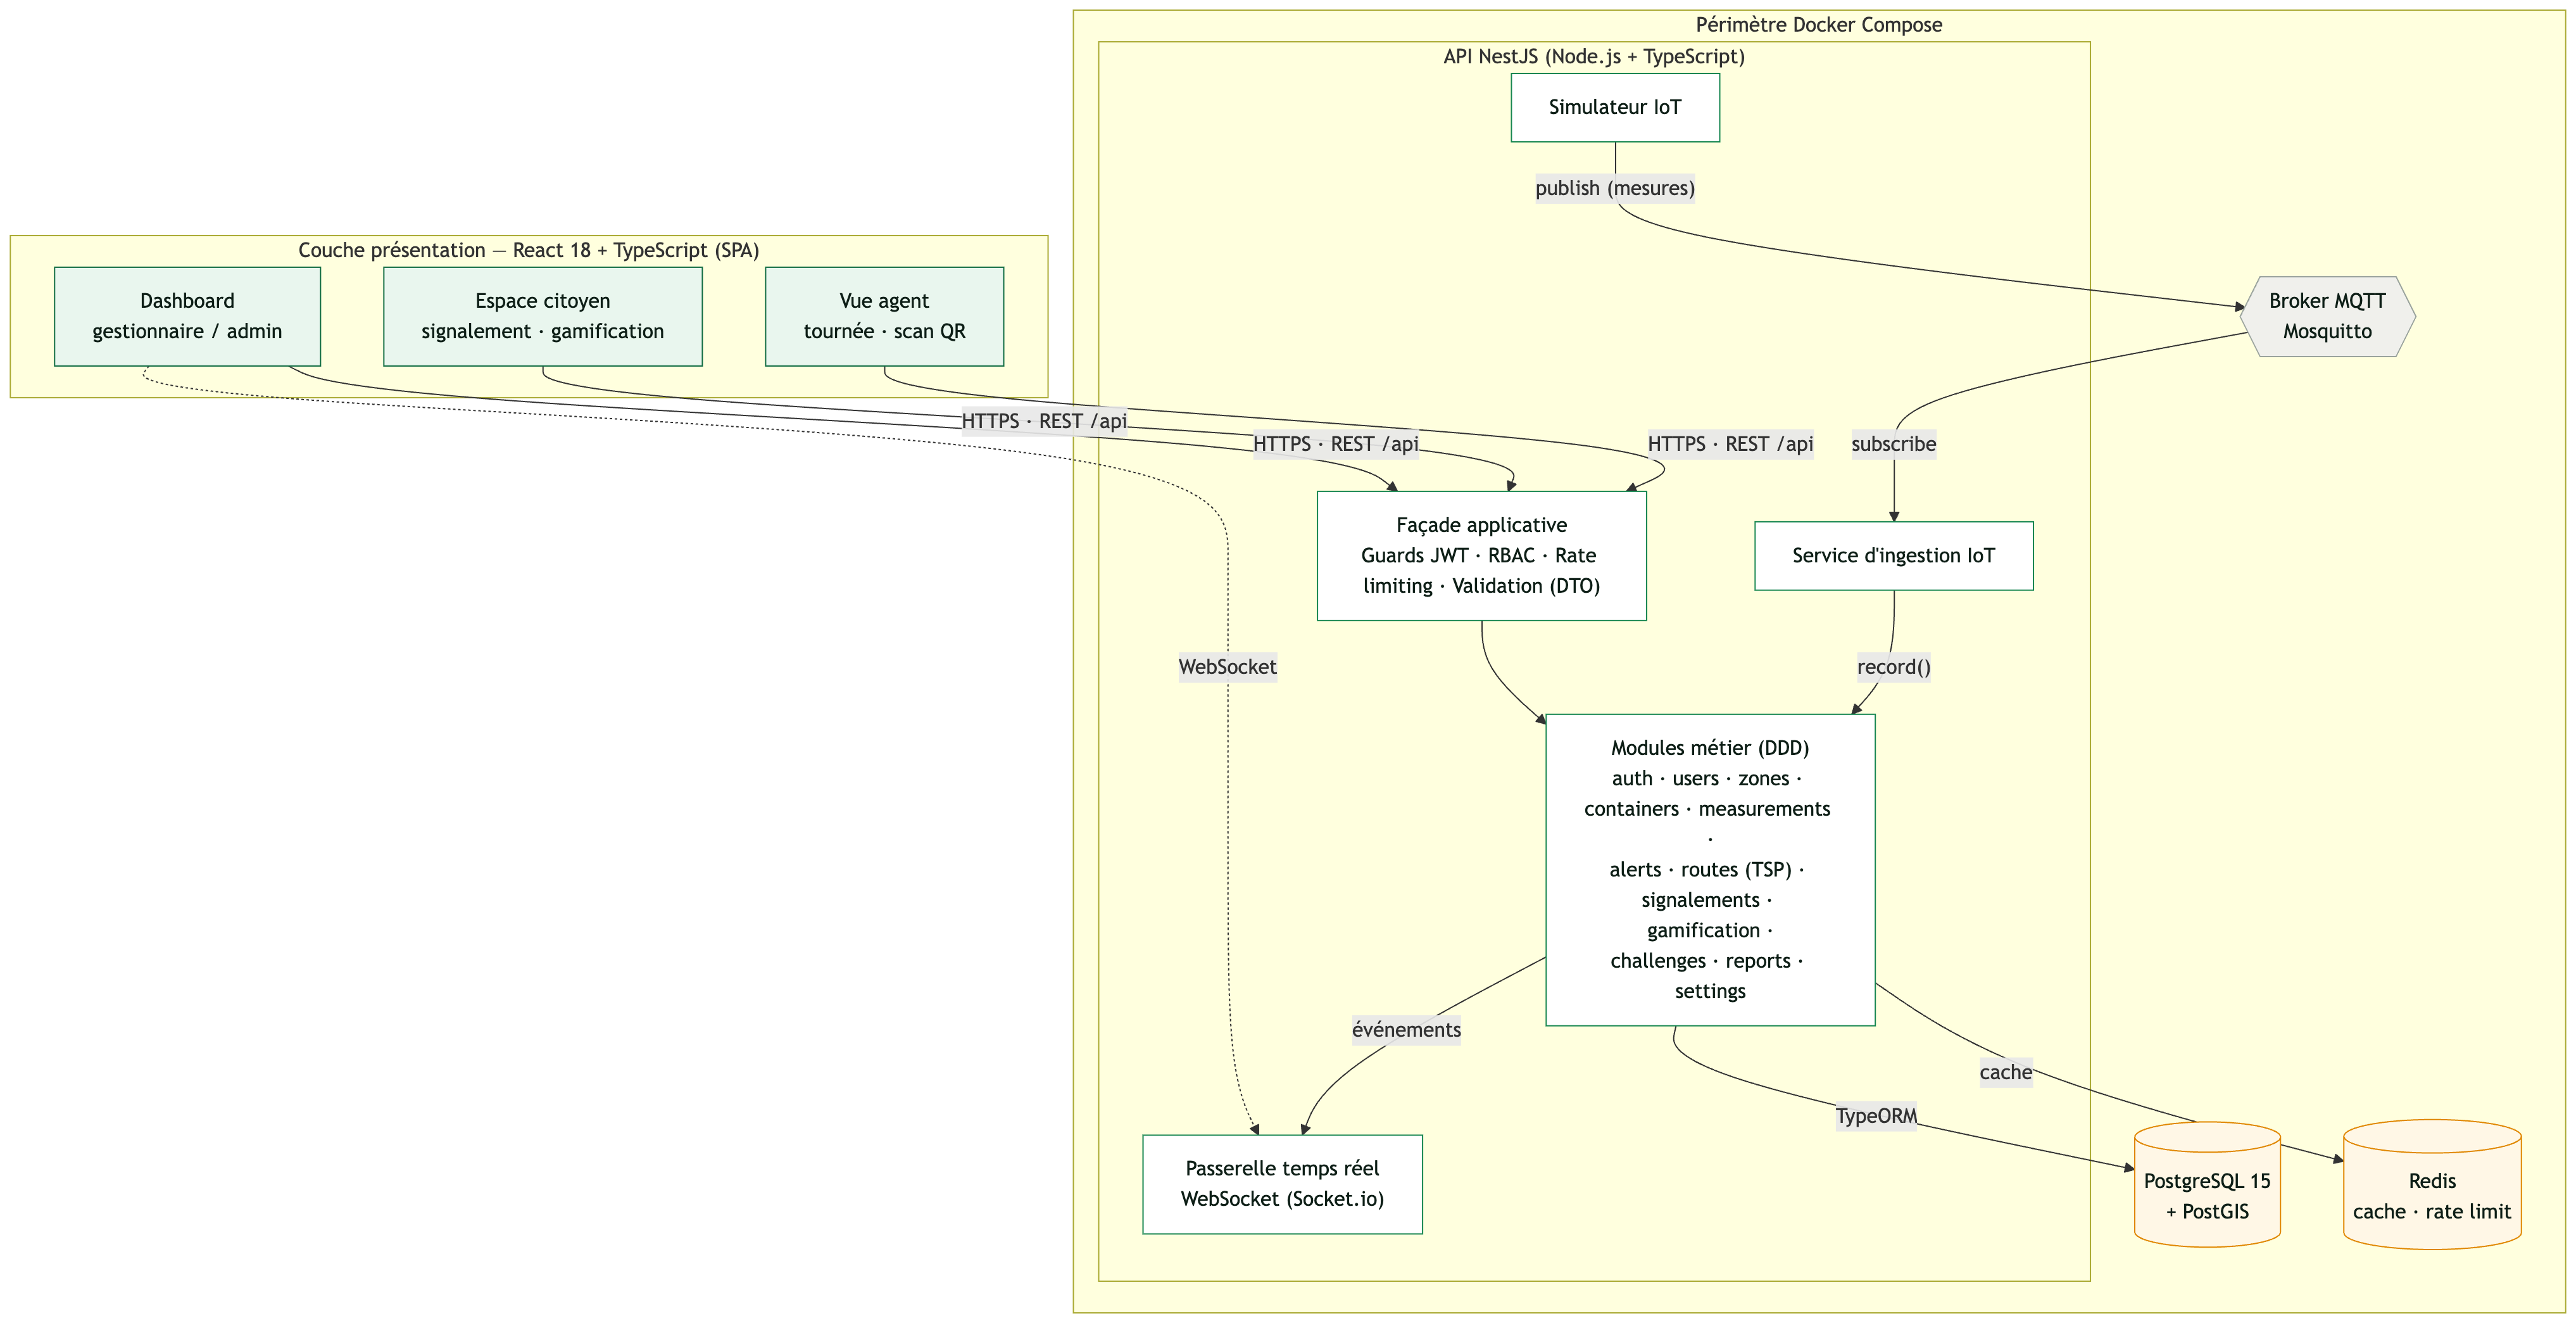 Périmètre Docker Compose
API NestJS (Node.js + TypeScript)
Simulateur IoT
publish (mesures)
Couche présentation — React 18 + TypeScript (SPA)
Dashboard
gestionnaire / admin
Espace citoyen
signalement · gamification
Vue agent
tournée · scan QR
Broker MQTT
Mosquitto
HTTPS · REST /api
HTTPS · REST /api
HTTPS · REST /api
subscribe
Façade applicative
Guards JWT · RBAC · Rate
limiting · Validation (DTO)
Service d'ingestion IoT
WebSocket
record()
Modules métier (DDD)
auth · users · zones ·
containers · measurements
·
alerts · routes (TSP) ·
signalements ·
gamification ·
challenges · reports ·
settings
événements
cache
TypeORM
Passerelle temps réel
WebSocket (Socket.io)
PostgreSQL 15
+ PostGIS
Redis
cache · rate limit